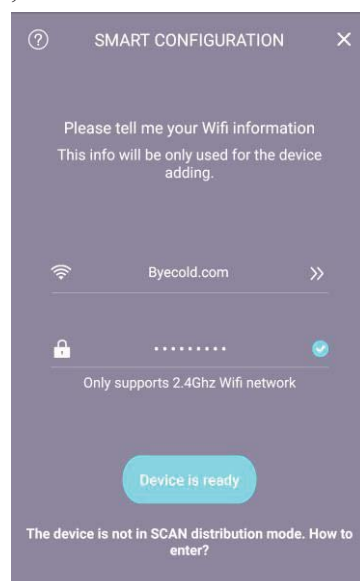 SMART CONFIGURATION
Please tell me your Wifi information
This info will be only used for the device
adding.
Byecold.com
Only supports 2.4Ghz Wifi network
Device is ready
The device is not in SCAN distribution mode. How to
enter?